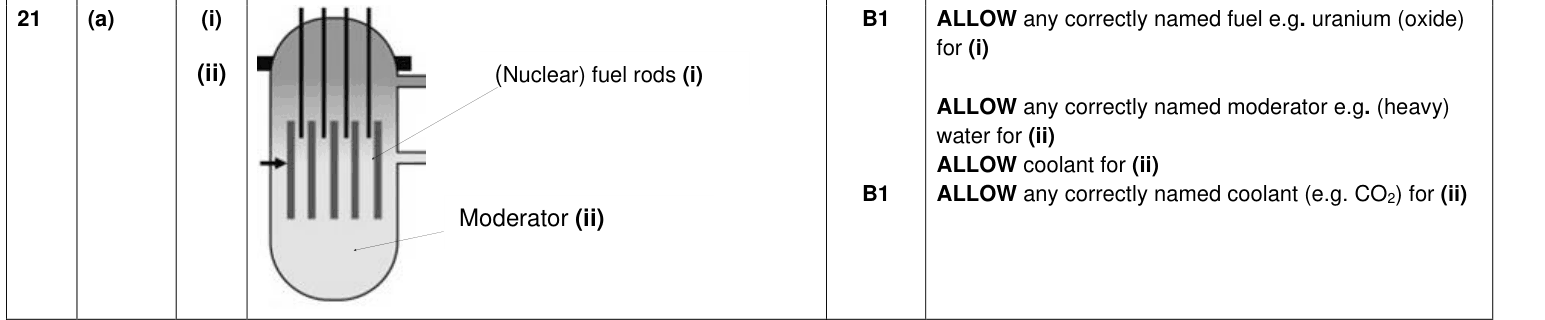 21 (a) (i) B1 ALLOW any correctly named fuel e.g. uranium (oxide)
for (i)
(ii) (Nuclear) fuel rods (i)
ALLOW any correctly named moderator e.g. (heavy)
water for (ii)
ALLOW coolant for (ii)
B1 ALLOW any correctly named coolant (e.g. CO₂) for (ii)
Moderator (ii)